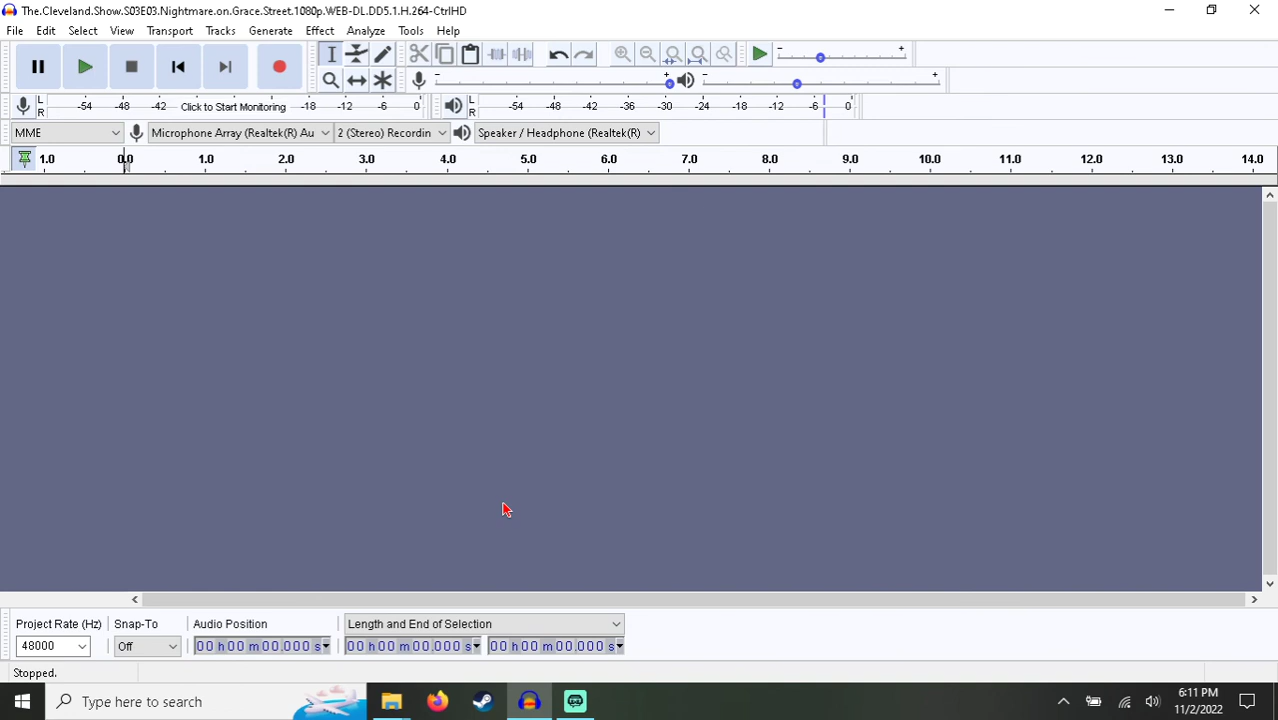 The.Cleveland.Show.S03E03.Nightmare.on.Grace.Street.1080p.WEB-DL.DD5.1.H.264-CtrlHD
File Edit Select View Transport Tracks Generate Effect Analyze Tools Help
L R -54 -48 -42 Click to Start Monitoring -18 -12 -6 0 L R -54 -48 -42 -36 -30 -24 -18 -12 -6 0
MME Microphone Array (Realtek(R) Au 2 (Stereo) Recordin Speaker / Headphone (Realtek(R)
1.0 0.0 1.0 2.0 3.0 4.0 5.0 6.0 7.0 8.0 9.0 10.0 11.0 12.0 13.0 14.0
Project Rate (Hz) Snap-To Audio Position Length and End of Selection
48000 Off 00 h 00 m 00.000 s 00 h 00 m 00.000 s 00 h 00 m 00.000 s
Stopped.
Type here to search
6:11 PM
11/2/2022